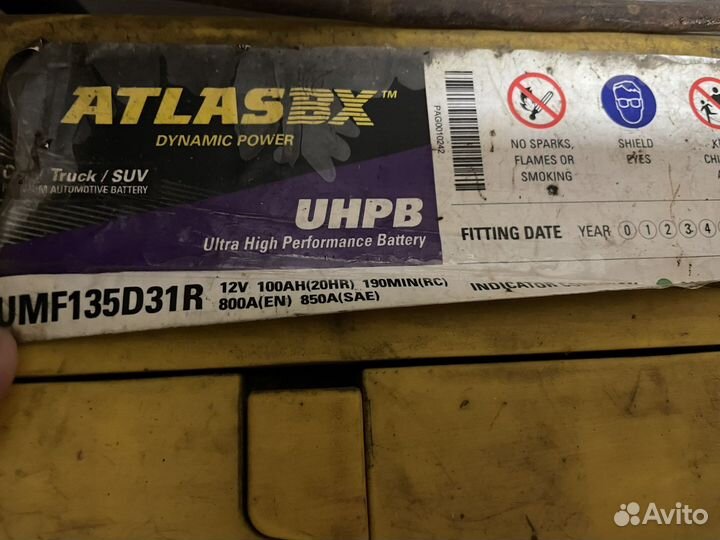 ATLASBX™
DYNAMIC POWER
Truck / SUV
AUTOMOTIVE BATTERY
UHPB
Ultra High Performance Battery
PAG0010242
NO SPARKS,
FLAMES OR
SMOKING
SHIELD
EYES
FITTING DATE YEAR 0 1 2 3 4
UMF135D31R
12V 100AH(20HR) 190MIN(RC)
800A(EN) 850A(SAE)
INDICATOR
Avito